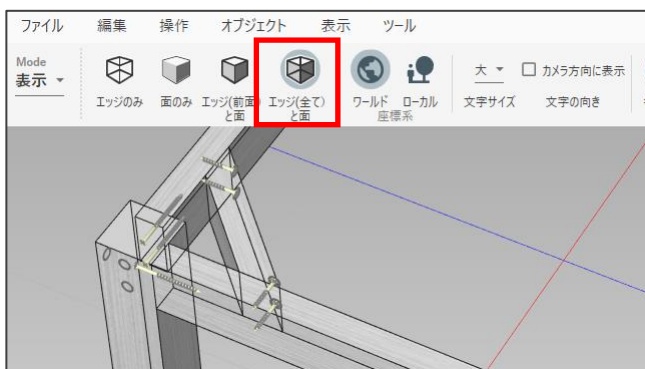 ファイル 編集 操作 オブジェクト 表示 ツール
Mode
表示
エッジのみ 面のみ エッジ(前面)と面 エッジ(全て)と面 ワールド ローカル 文字サイズ 文字の向き
座標系
大 カメラ方向に表示